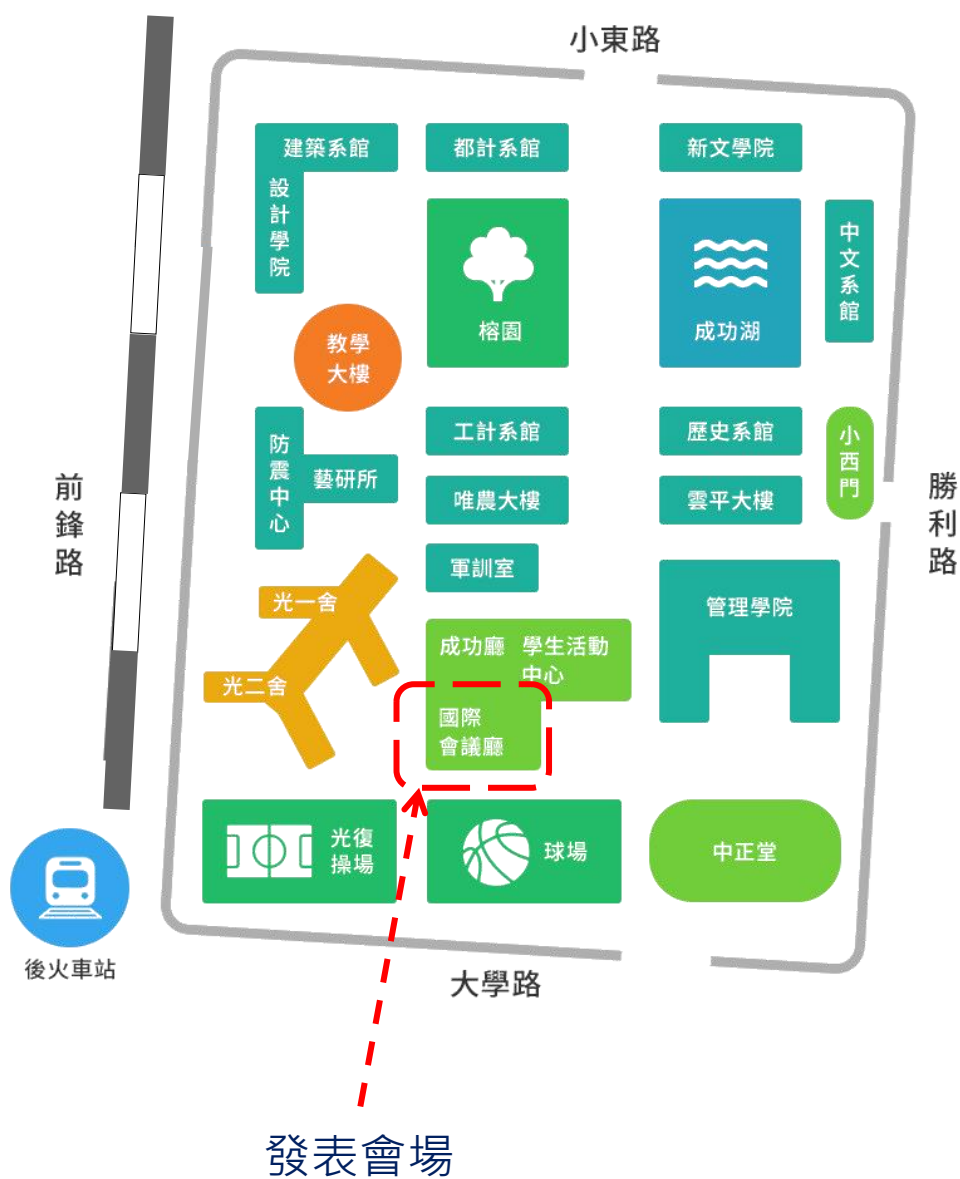 小東路
建築系館
都計系館
新文學院
設計學院
中文系館
榕園
成功湖
教學
大樓
工計系館
歷史系館
小西門
防震中心
藝研所
唯農大樓
雲平大樓
前鋒路
勝利路
軍訓室
光一舍
管理學院
成功廳
學生活動
中心
光二舍
國際
會議廳
光復
操場
球場
中正堂
後火車站
大學路
發表會場